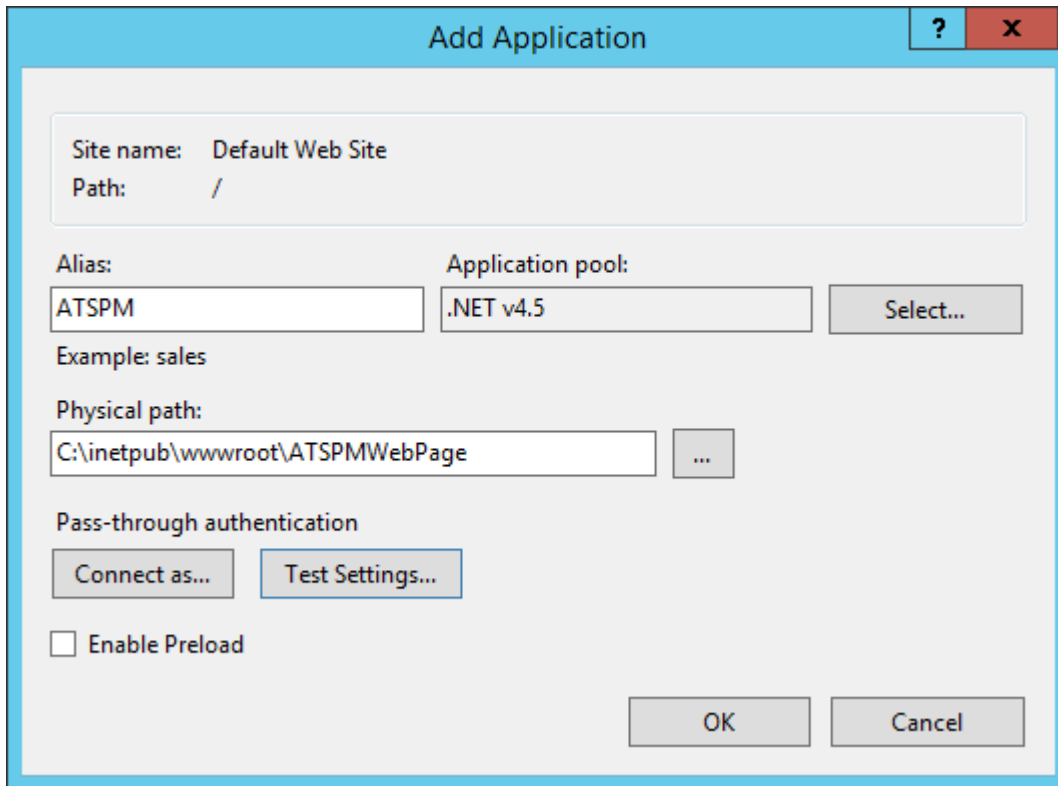 Add Application
?
x
Site name: Default Web Site
Path: /
Alias:
Application pool:
ATSPM
.NET v4.5
Select...
Example: sales
Physical path:
C:\inetpub\wwwroot\ATSPMWebPage
...
Pass-through authentication
Connect as...
Test Settings...
Enable Preload
OK
Cancel